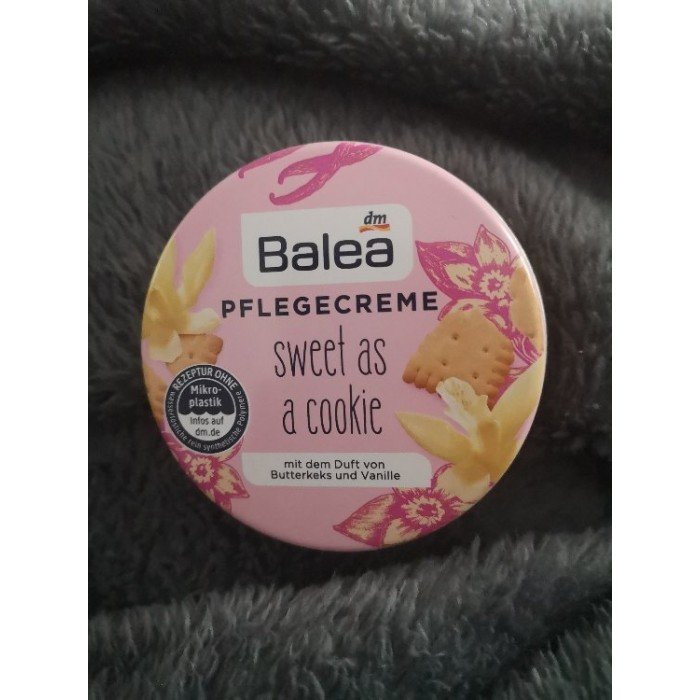 dm
Balea
PFLEGECREME
sweet as
a cookie
mit dem Duft von
Butterkeks und Vanille
REZEPTUR OHNE
Mikro-
plastik
Infos auf
dm.de